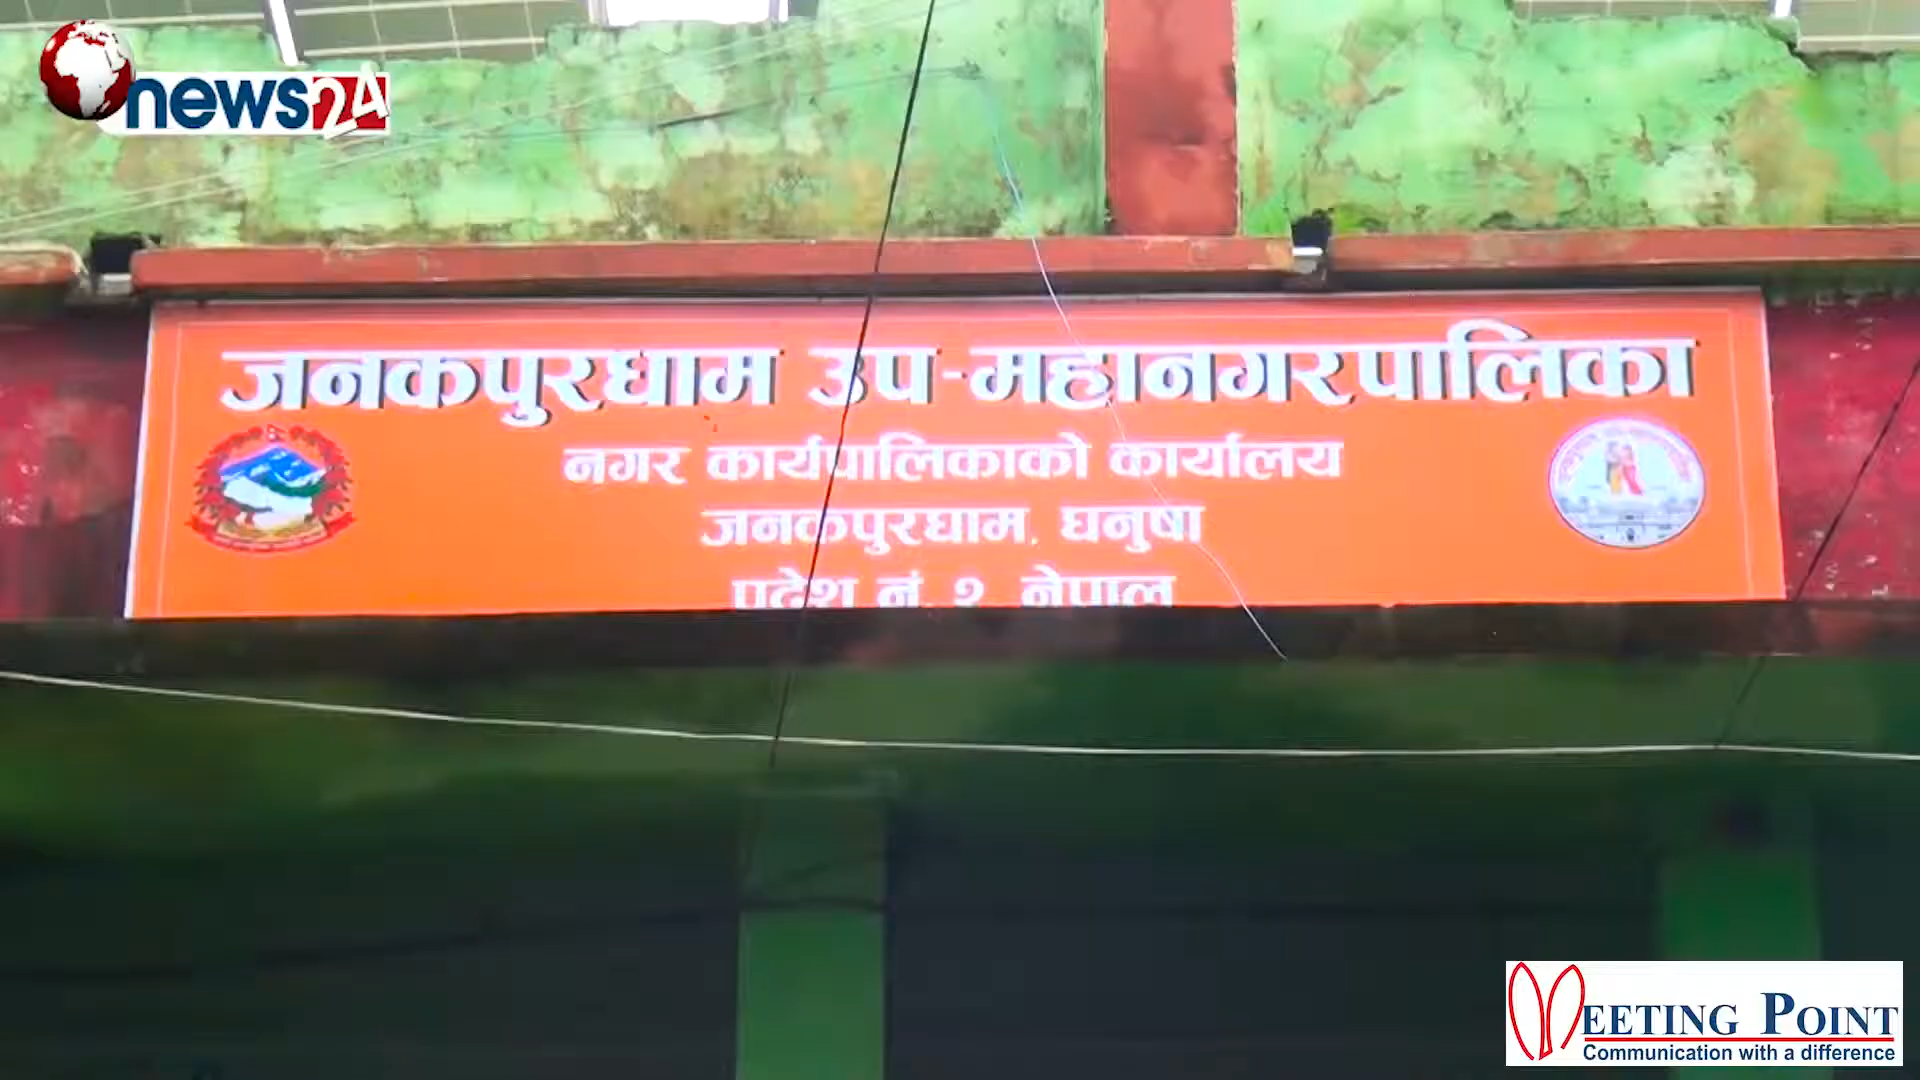 news24
जनकपुरधाम उप-महानगरपालिका
नगर कार्यपालिकाको कार्यालय
जनकपुरधाम, धनुषा
प्रदेश नं. २, नेपाल
MEETING POINT
Communication with a difference